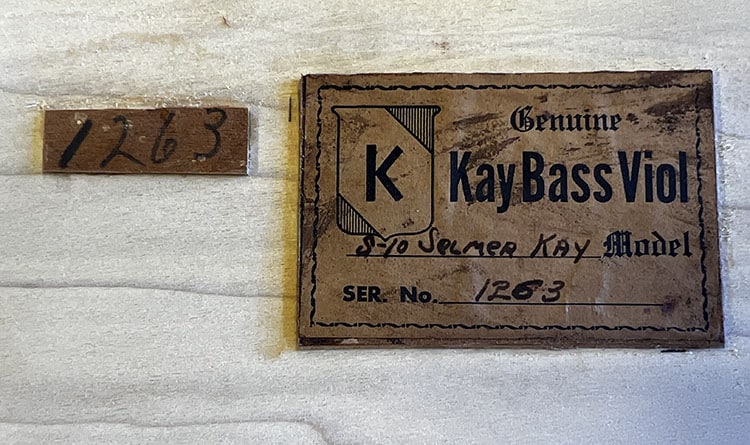 1263
Genuine
K
Kay Bass Viol
S-10 SELMER KAY Model
SER. No. 1263